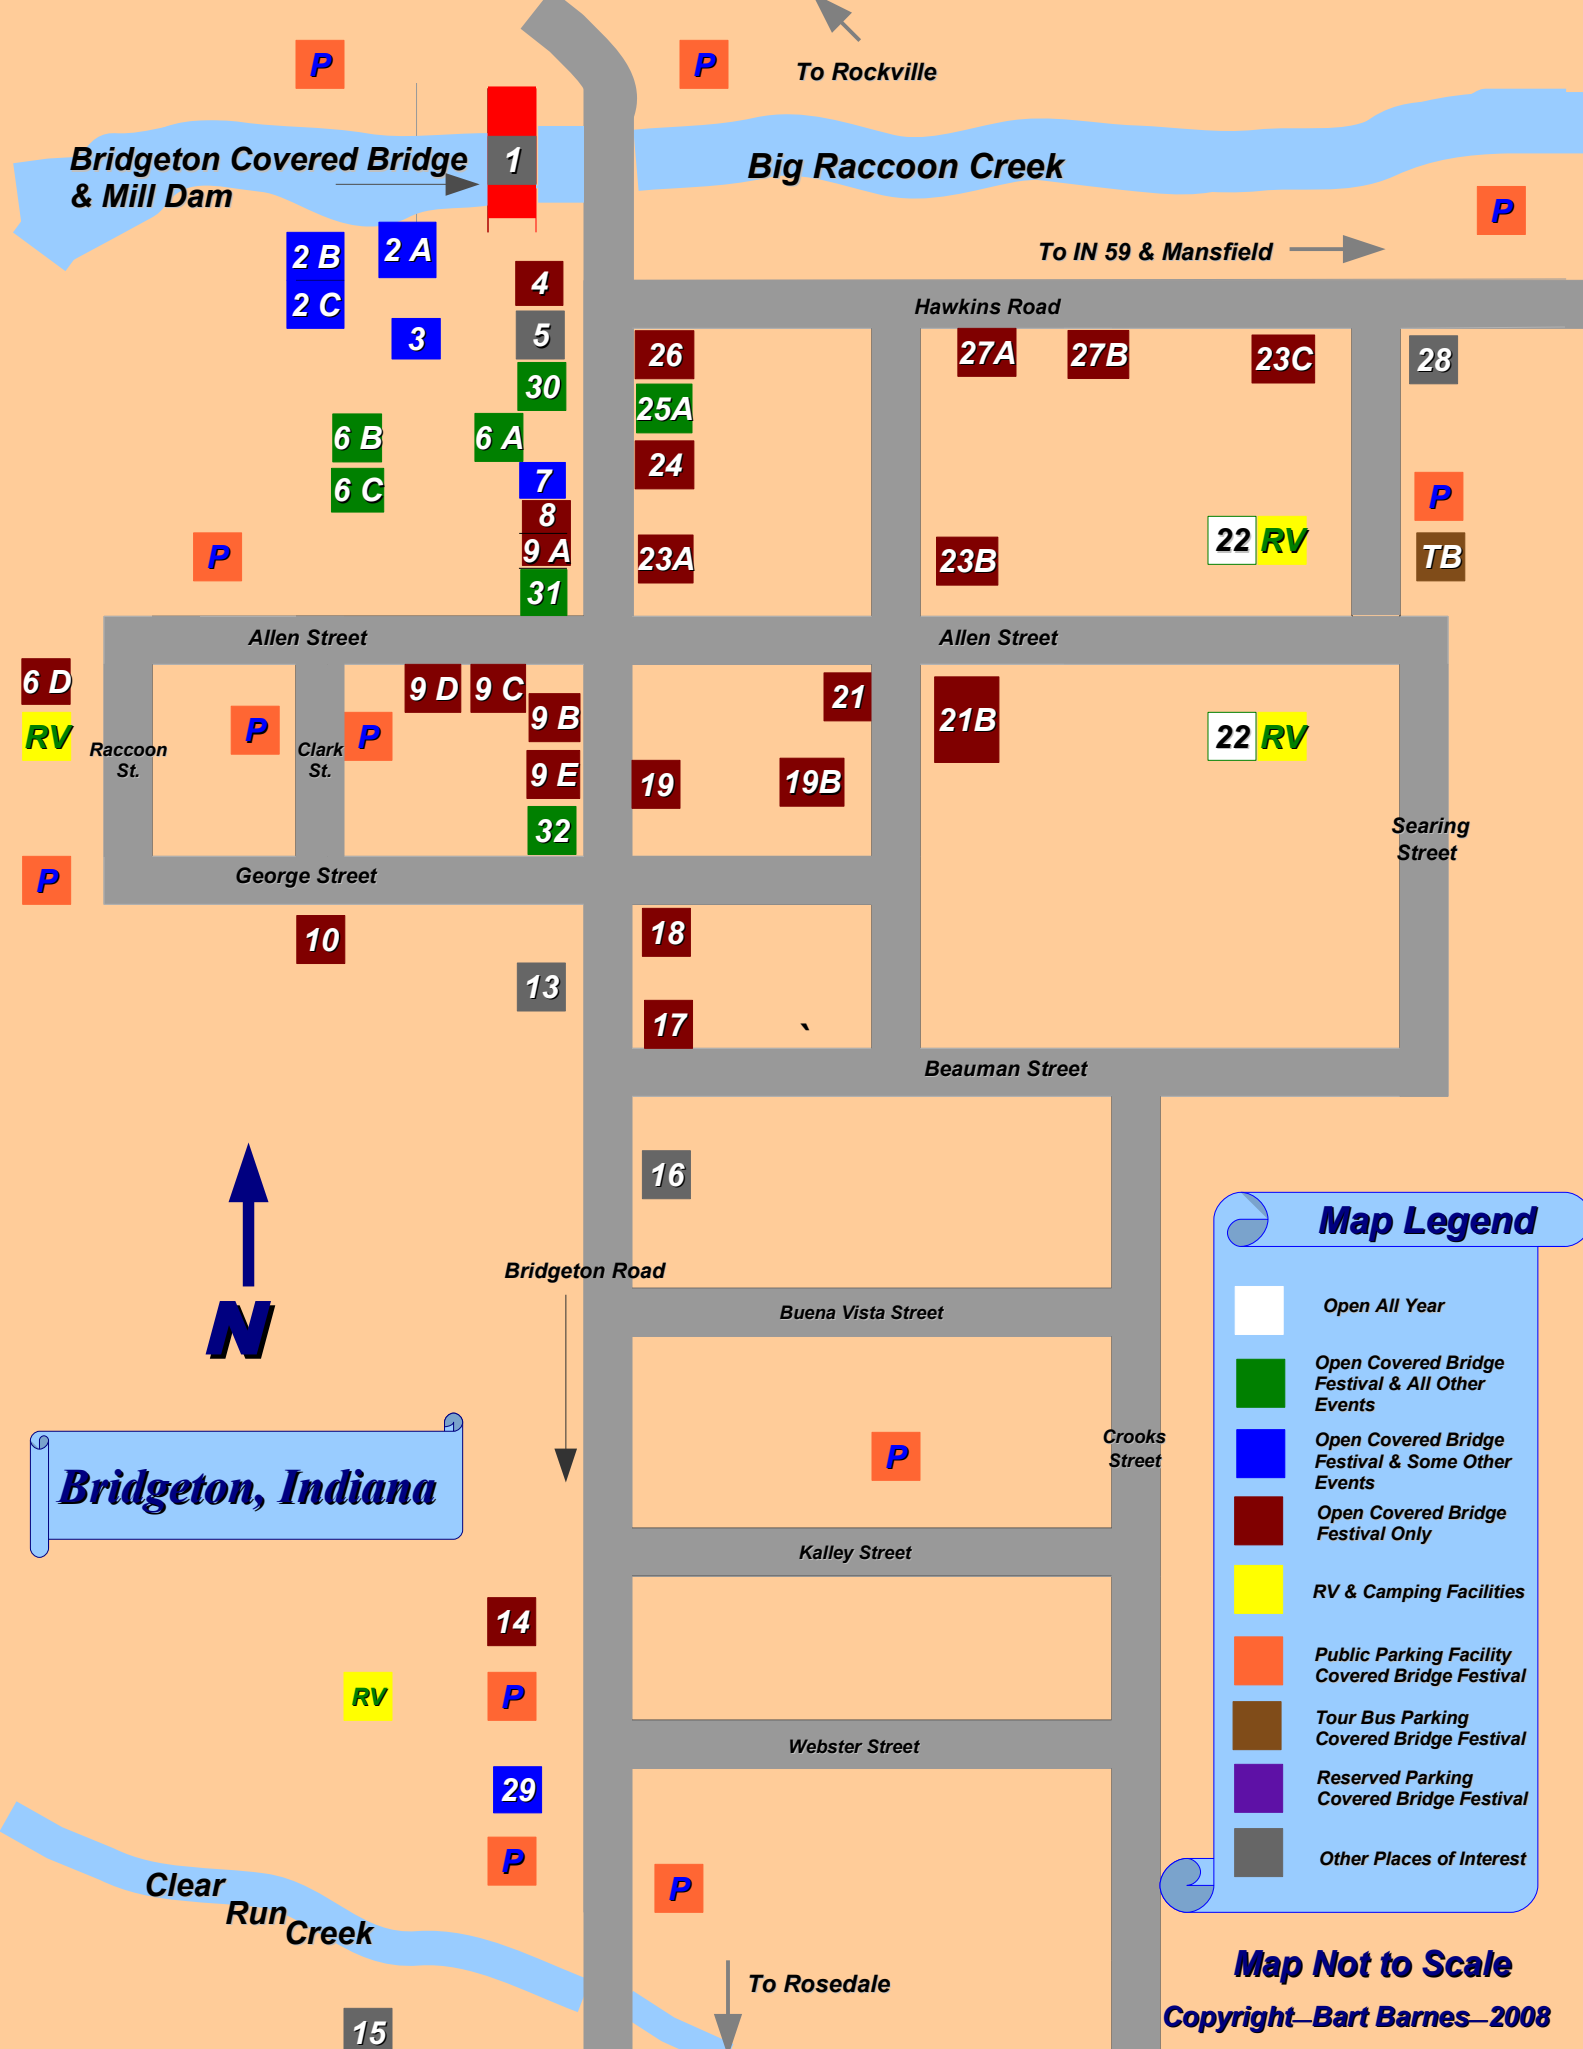 P
P
To Rockville
Bridgeton Covered Bridge
& Mill Dam
1
Big Raccoon Creek
P
To IN 59 & Mansfield
2 B
2 A
2 C
3
4
5
30
Hawkins Road
26
27A
27B
23C
28
25A
6 B
6 A
24
6 C
7
8
9 A
31
P
23A
23B
22
RV
P
TB
Allen Street
Allen Street
6 D
RV
Raccoon
St.
P
Clark
St.
P
9 D
9 C
9 B
9 E
32
21
21B
19
19B
22
RV
Searing
Street
P
George Street
10
13
18
17
`
Beauman Street
16
N
Bridgeton Road
Buena Vista Street
Bridgeton, Indiana
P
Crooks
Street
Kalley Street
14
RV
P
Webster Street
29
P
P
Clear
Run
Creek
To Rosedale
15
Map Legend
Open All Year
Open Covered Bridge
Festival & All Other
Events
Open Covered Bridge
Festival & Some Other
Events
Open Covered Bridge
Festival Only
RV & Camping Facilities
Public Parking Facility
Covered Bridge Festival
Tour Bus Parking
Covered Bridge Festival
Reserved Parking
Covered Bridge Festival
Other Places of Interest
Map Not to Scale
Copyright—Bart Barnes—2008